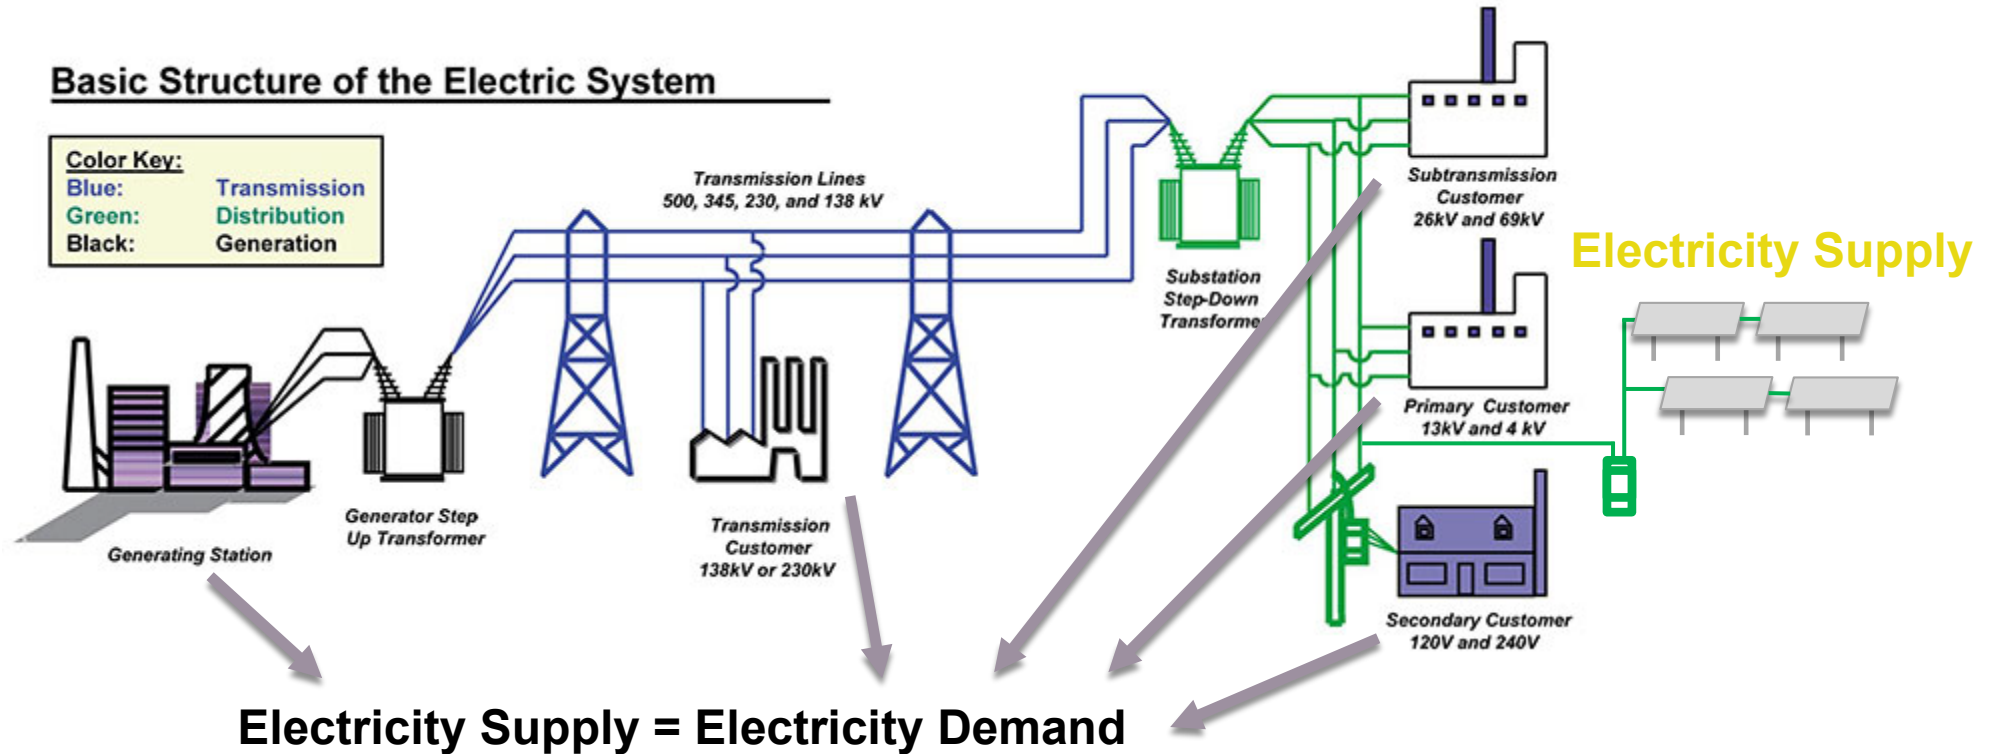 Basic Structure of the Electric System
Color Key:
Blue: Transmission
Green: Distribution
Black: Generation
Transmission Lines
500, 345, 230, and 138 kV
Subtransmission
Customer
26kV and 69kV
Electricity Supply
Substation
Step-Down
Transformer
Primary Customer
13kV and 4 kV
Generator Step
Up Transformer
Generating Station
Transmission
Customer
138kV or 230kV
Secondary Customer
120V and 240V
Electricity Supply = Electricity Demand